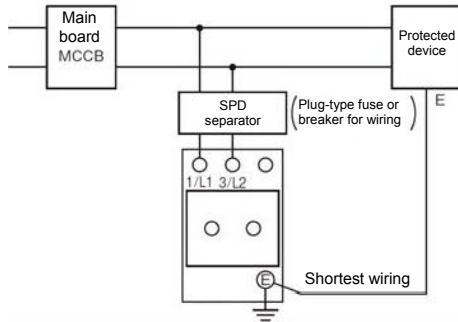 Main
board
MCCB
Protected
device
E
SPD
separator
(Plug-type fuse or
breaker for wiring)
1/L1 3/L2
E
Shortest wiring